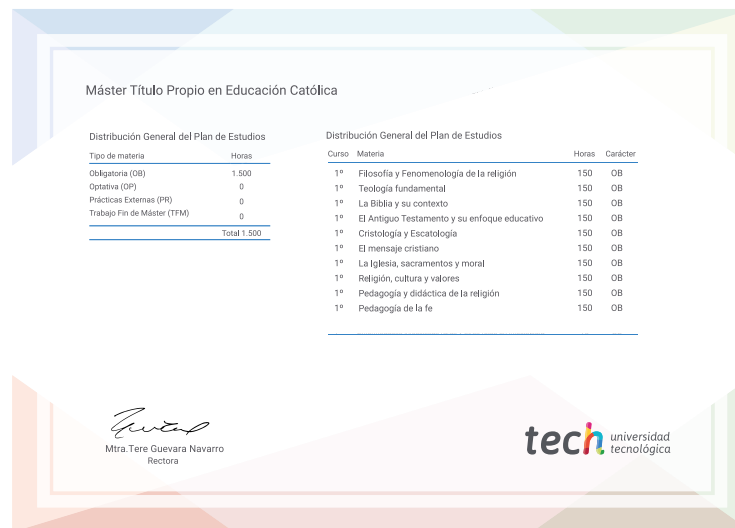 Máster Título Propio en Educación Católica
Distribución General del Plan de Estudios
Tipo de materia Horas
Obligatoria (OB) 1.500
Optativa (OP) 0
Prácticas Externas (PR) 0
Trabajo Fin de Máster (TFM) 0
Total 1.500
Distribución General del Plan de Estudios
Curso Materia Horas Carácter
1º Filosofía y Fenomenología de la religión 150 OB
1º Teología fundamental 150 OB
1º La Biblia y su contexto 150 OB
1º El Antiguo Testamento y su enfoque educativo 150 OB
1º Cristología y Escatología 150 OB
1º El mensaje cristiano 150 OB
1º La Iglesia, sacramentos y moral 150 OB
1º Religión, cultura y valores 150 OB
1º Pedagogía y didáctica de la religión 150 OB
1º Pedagogía de la fe 150 OB
Mtra.Tere Guevara Navarro
Rectora
tech universidad
tecnológica